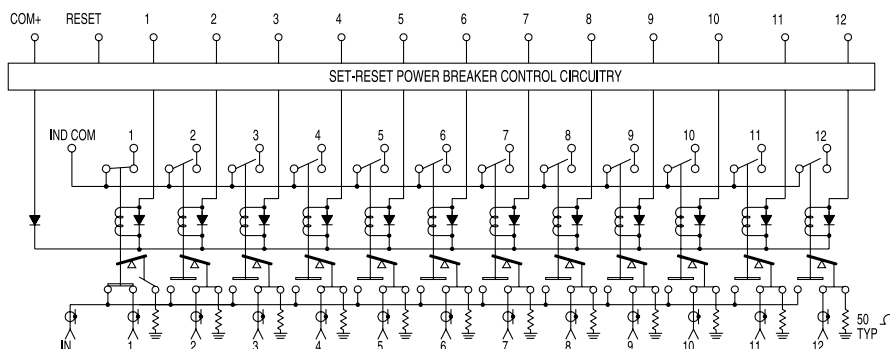 COM+ RESET 1 2 3 4 5 6 7 8 9 10 11 12
SET-RESET POWER BREAKER CONTROL CIRCUITRY
IND COM 1 2 3 4 5 6 7 8 9 10 11 12
50
TYP
IN 1 2 3 4 5 6 7 8 9 10 11 12